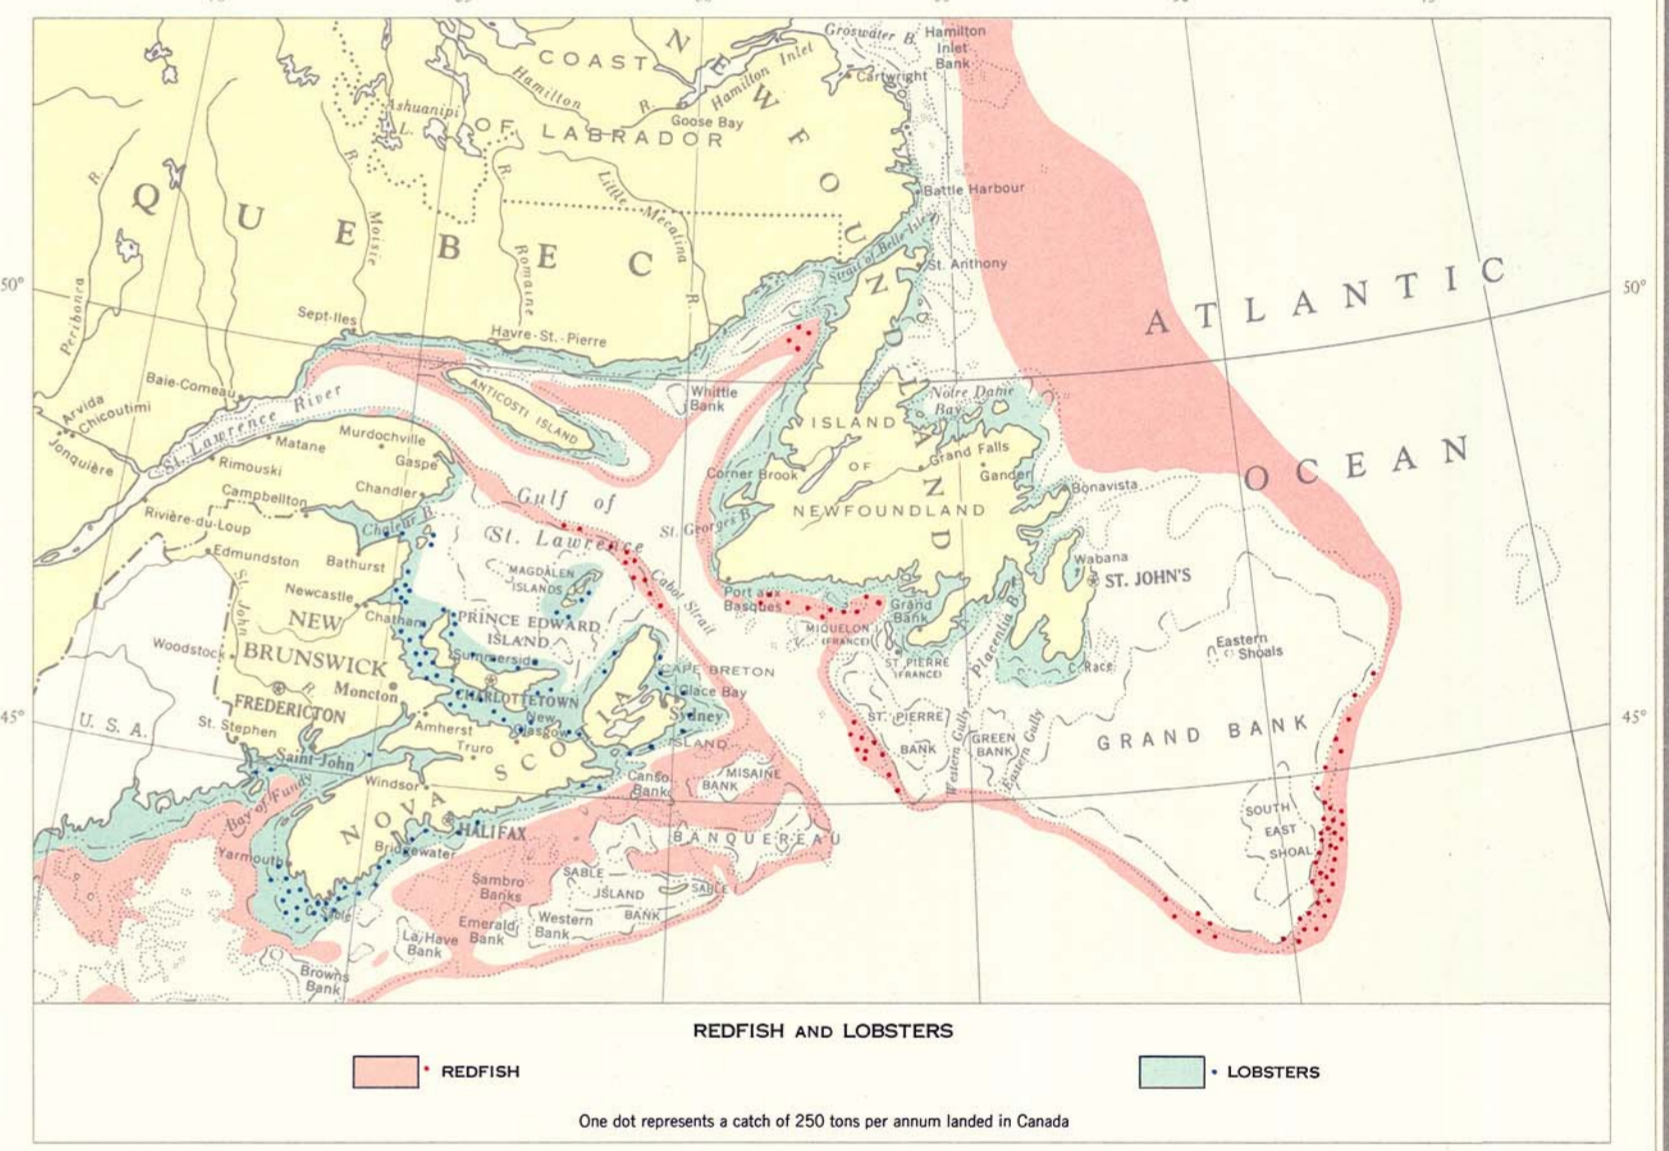 Groswater B.
Hamilton
Inlet
Bank
COAST
NEWFOUNDLAND
Hamilton
R.
Hamilton Inlet
Cartwright
Ashuanipi
L.
Goose Bay
OF LABRADOR
R.
R.
R.
QUEBEC
Moisie
Romaine
Little Mecatina
R.
Battle Harbour
Strait of Belle Isle
St. Anthony
50°
50°
ATLANTIC
OCEAN
Peribonra
Sept-Iles
Havre-St.-Pierre
Baie-Comeau
Arvida
Chicoutimi
Jonquière
St. Lawrence River
ANTICOSTI ISLAND
Whittle
Bank
Notre Dame
Bay
ISLAND
OF
NEWFOUNDLAND
Matane
Murdochville
Rimouski
Gaspe
Corner Brook
Grand Falls
Gander
Bonavista
Campbellton
Chandler
Rivière-du-Loup
Chaleur B.
Gulf of
St. Lawrence
St. Georges B.
Edmundston
Bathurst
MAGDALEN
ISLANDS
Cabot Strait
Wabana
ST. JOHN'S
Newcastle
Port aux
Basques
Grand
Bank
St. John
R.
NEW
BRUNSWICK
Chatham
PRINCE EDWARD
ISLAND
MIQUELON
(FRANCE)
Placentia B.
Eastern
Shoals
Woodstock
Summerside
CAPE BRETON
ISLAND
ST. PIERRE
(FRANCE)
C. Race
Moncton
CHARLOTTETOWN
Glace Bay
FREDERICTON
New
Glasgow
Sydney
45°
45°
U. S. A.
St. Stephen
Amherst
Truro
ST. PIERRE
BANK
GREEN
BANK
Western Gully
Eastern Gully
GRAND BANK
Saint John
NOVA SCOTIA
Windsor
Canso
Bank
MISAINE
BANK
Bay of Fundy
HALIFAX
BANQUEREAU
SOUTH
EAST
SHOAL
Yarmouth
Bridgewater
Sambro
Banks
SABLE
ISLAND
BANK
SABLE I.
C. Sable
Emerald
Bank
Western
Bank
La Have
Bank
Browns
Bank
REDFISH AND LOBSTERS
REDFISH
LOBSTERS
One dot represents a catch of 250 tons per annum landed in Canada